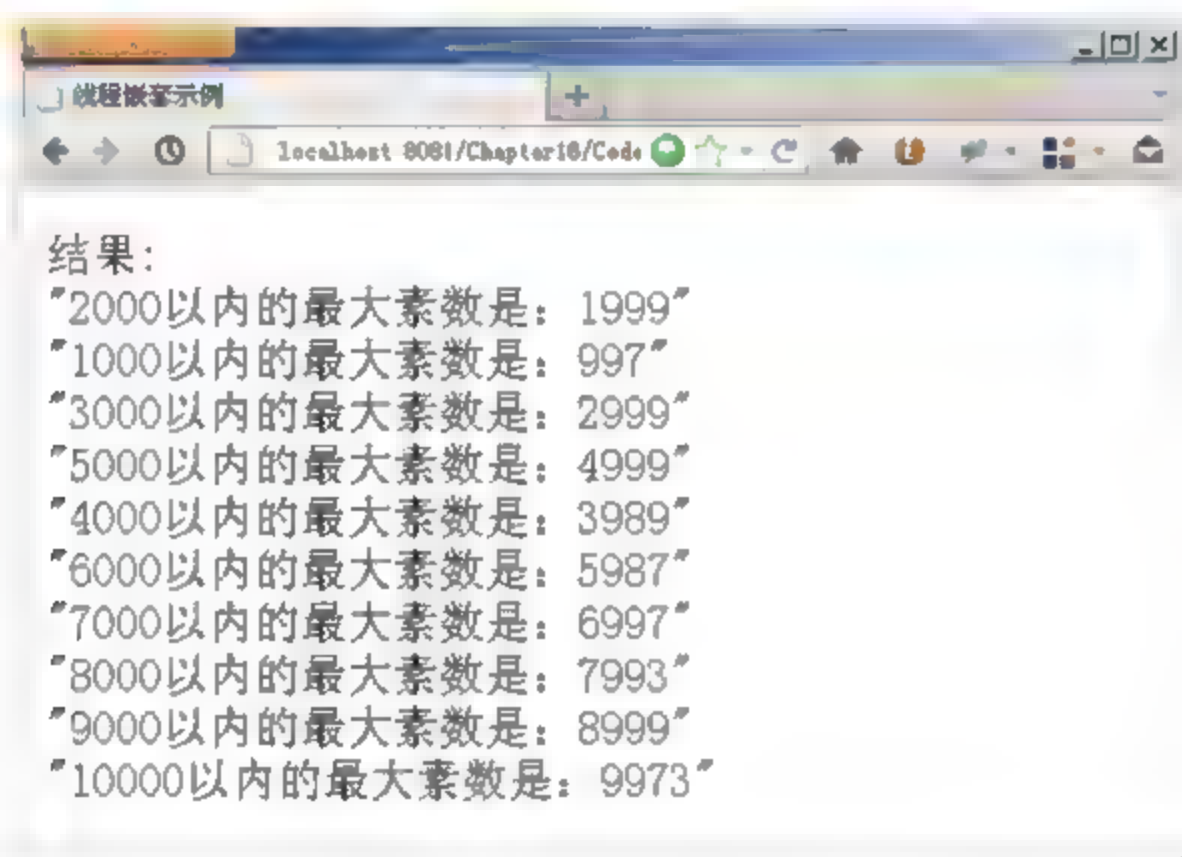 线程嵌套示例
localhost 8081/Chapter16/Code
结果:
"2000以内的最大素数是: 1999"
"1000以内的最大素数是: 997"
"3000以内的最大素数是: 2999"
"5000以内的最大素数是: 4999"
"4000以内的最大素数是: 3989"
"6000以内的最大素数是: 5987"
"7000以内的最大素数是: 6997"
"8000以内的最大素数是: 7993"
"9000以内的最大素数是: 8999"
"10000以内的最大素数是: 9973"